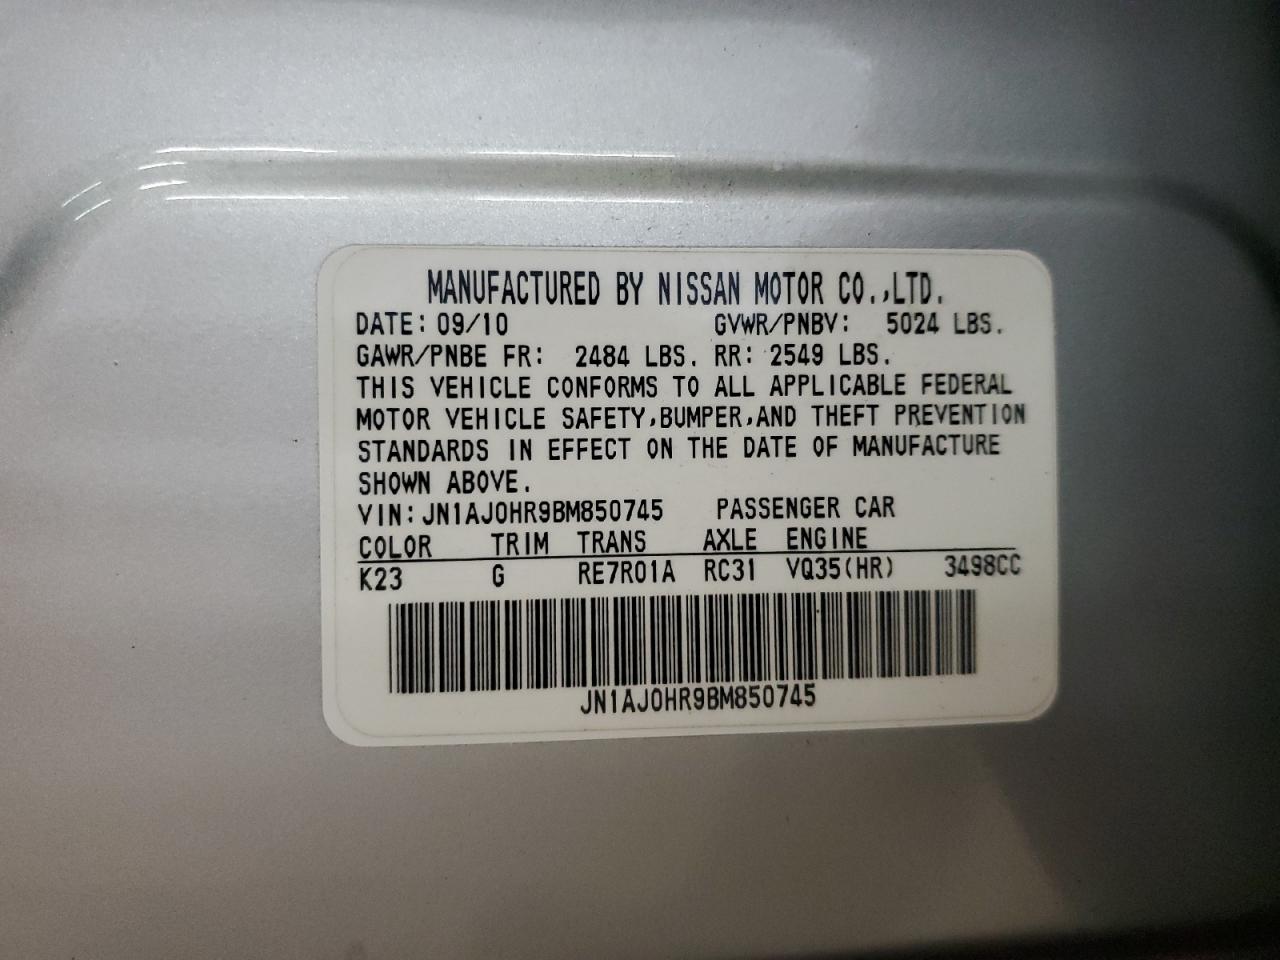 MANUFACTURED BY NISSAN MOTOR CO.,LTD.
DATE: 09/10 GVWR/PNBV: 5024 LBS.
GAWR/PNBE FR: 2484 LBS. RR: 2549 LBS.
THIS VEHICLE CONFORMS TO ALL APPLICABLE FEDERAL
MOTOR VEHICLE SAFETY,BUMPER,AND THEFT PREVENTION
STANDARDS IN EFFECT ON THE DATE OF MANUFACTURE
SHOWN ABOVE.
VIN: JN1AJ0HR9BM850745 PASSENGER CAR
COLOR TRIM TRANS AXLE ENGINE
K23 G RE7R01A RC31 VQ35(HR) 3498CC
JN1AJ0HR9BM850745